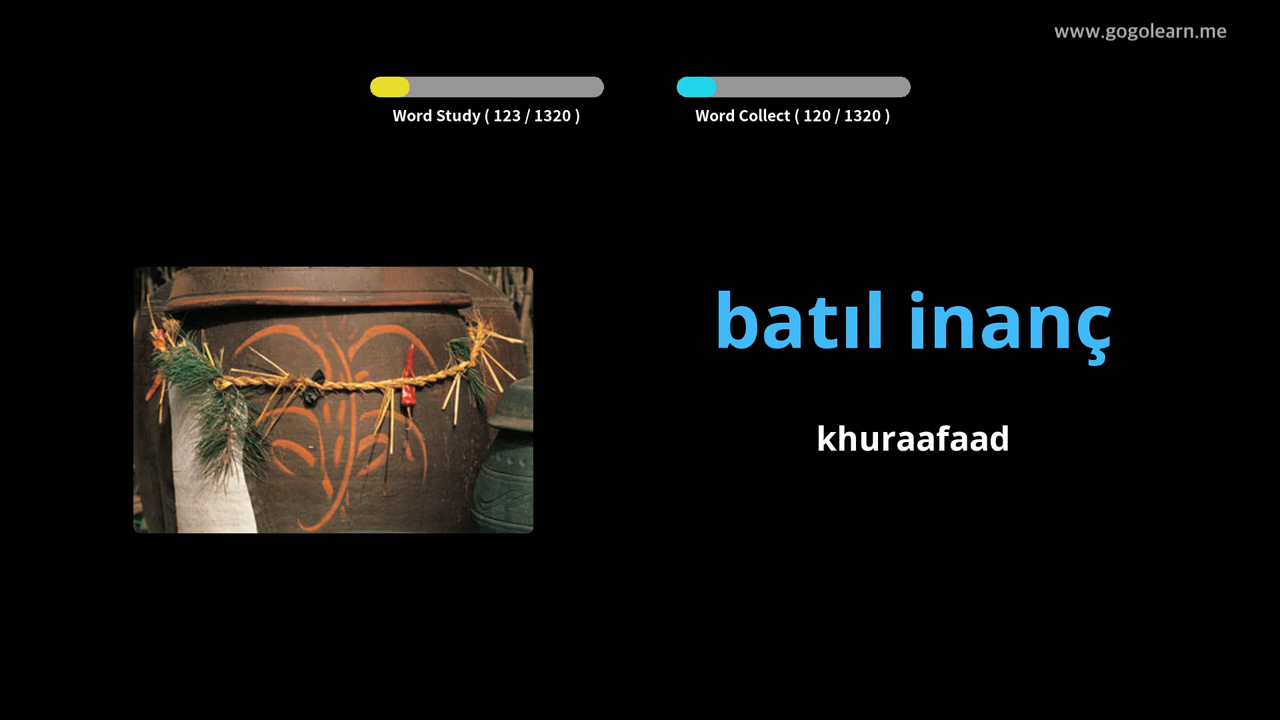 www.gogolearn.me
Word Study ( 123 / 1320 )
Word Collect ( 120 / 1320 )
batıl inanç
khuraafaad